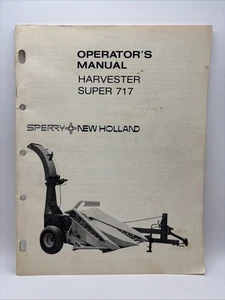 OPERATOR'S
MANUAL
HARVESTER
SUPER 717
SPERRY NEW HOLLAND